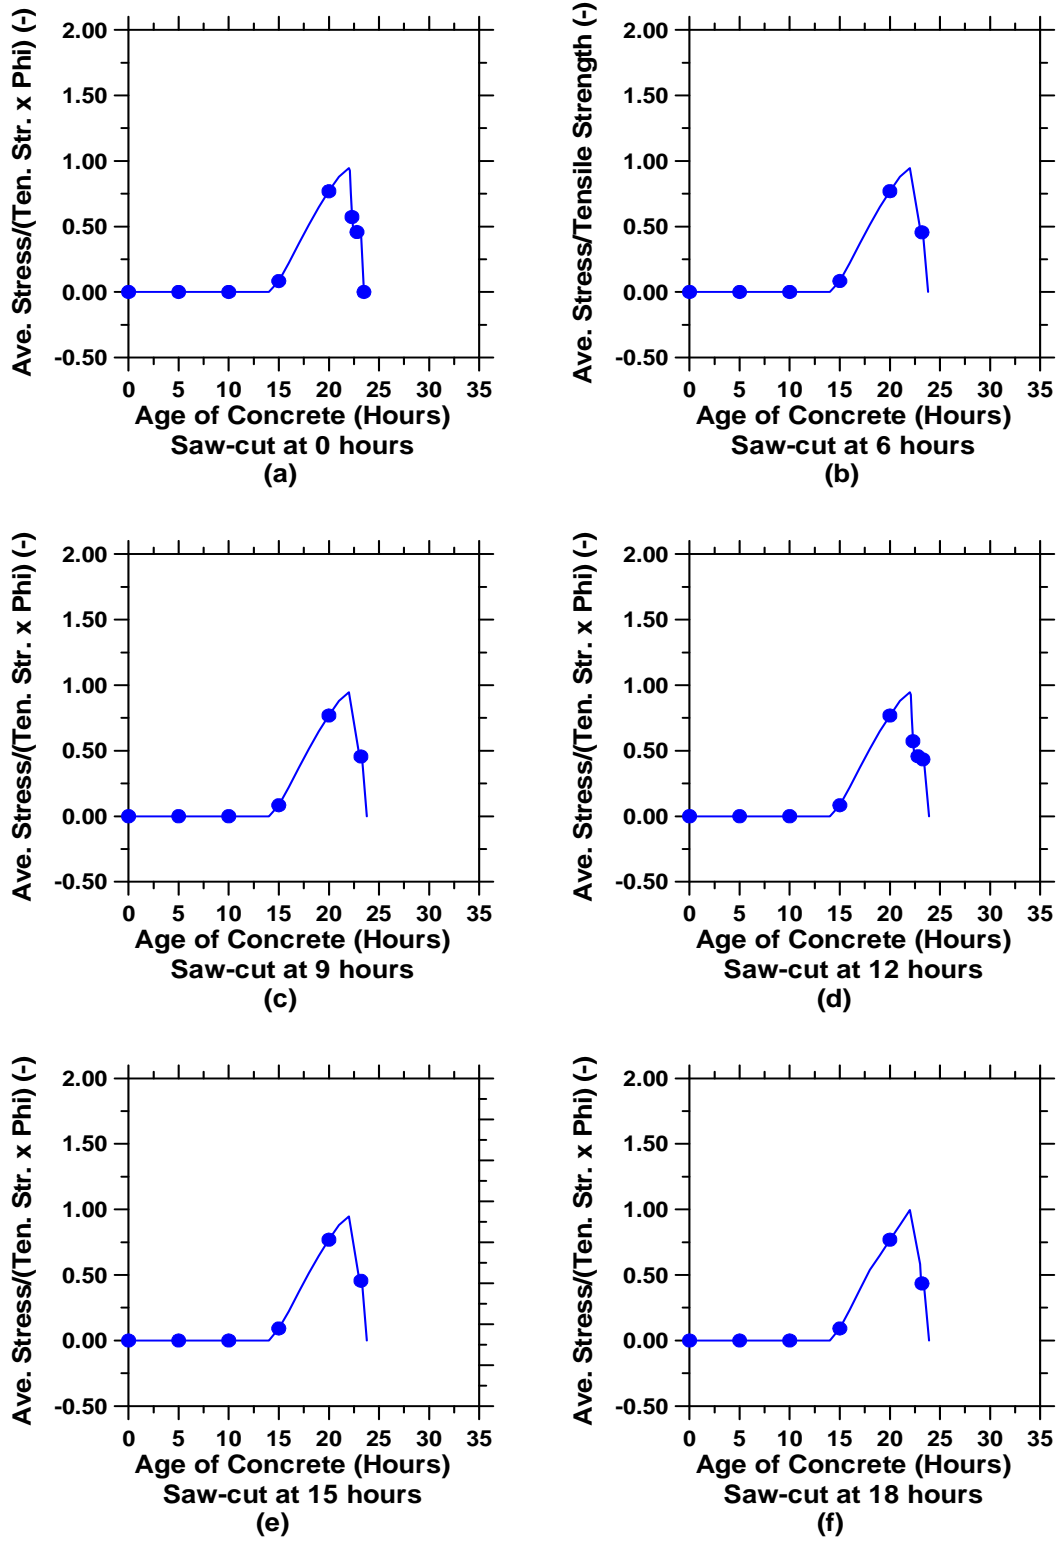 Ave. Stress/(Ten. Str. x Phi) (-)
2.00
1.50
1.00
0.50
0.00
-0.50
0 5 10 15 20 25 30 35
Age of Concrete (Hours)
Saw-cut at 0 hours
(a)
Ave. Stress/Tensile Strength (-)
2.00
1.50
1.00
0.50
0.00
-0.50
0 5 10 15 20 25 30 35
Age of Concrete (Hours)
Saw-cut at 6 hours
(b)
Ave. Stress/(Ten. Str. x Phi) (-)
2.00
1.50
1.00
0.50
0.00
-0.50
0 5 10 15 20 25 30 35
Age of Concrete (Hours)
Saw-cut at 9 hours
(c)
Ave. Stress/(Ten. Str. x Phi) (-)
2.00
1.50
1.00
0.50
0.00
-0.50
0 5 10 15 20 25 30 35
Age of Concrete (Hours)
Saw-cut at 12 hours
(d)
Ave. Stress/(Ten. Str. x Phi) (-)
2.00
1.50
1.00
0.50
0.00
-0.50
0 5 10 15 20 25 30 35
Age of Concrete (Hours)
Saw-cut at 15 hours
(e)
Ave. Stress/(Ten. Str. x Phi) (-)
2.00
1.50
1.00
0.50
0.00
-0.50
0 5 10 15 20 25 30 35
Age of Concrete (Hours)
Saw-cut at 18 hours
(f)